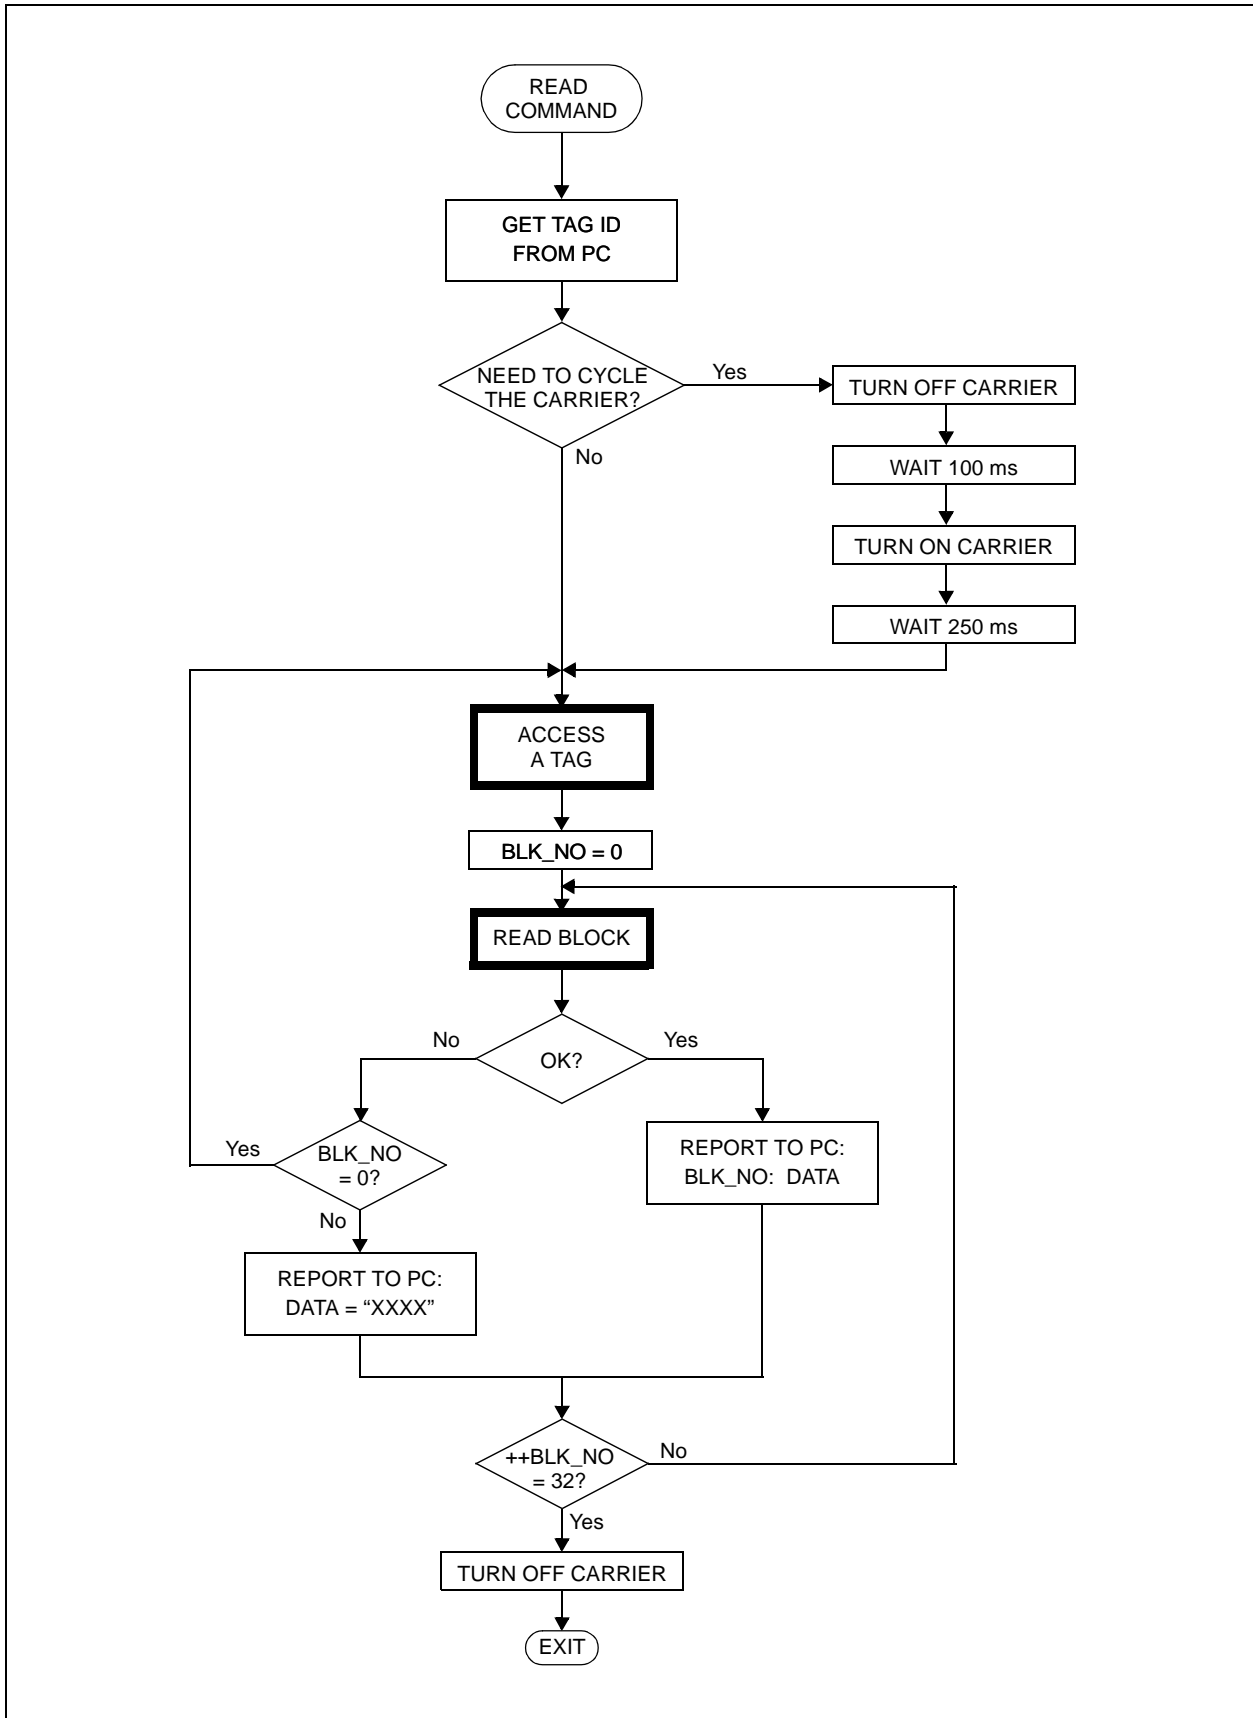 READ
COMMAND
GET TAG ID
FROM PC
NEED TO CYCLE
THE CARRIER?
Yes
No
TURN OFF CARRIER
WAIT 100 ms
TURN ON CARRIER
WAIT 250 ms
ACCESS
A TAG
BLK_NO = 0
READ BLOCK
OK?
No
Yes
BLK_NO
= 0?
Yes
No
REPORT TO PC:
BLK_NO:  DATA
REPORT TO PC:
DATA = “XXXX”
++BLK_NO
= 32?
No
Yes
TURN OFF CARRIER
EXIT